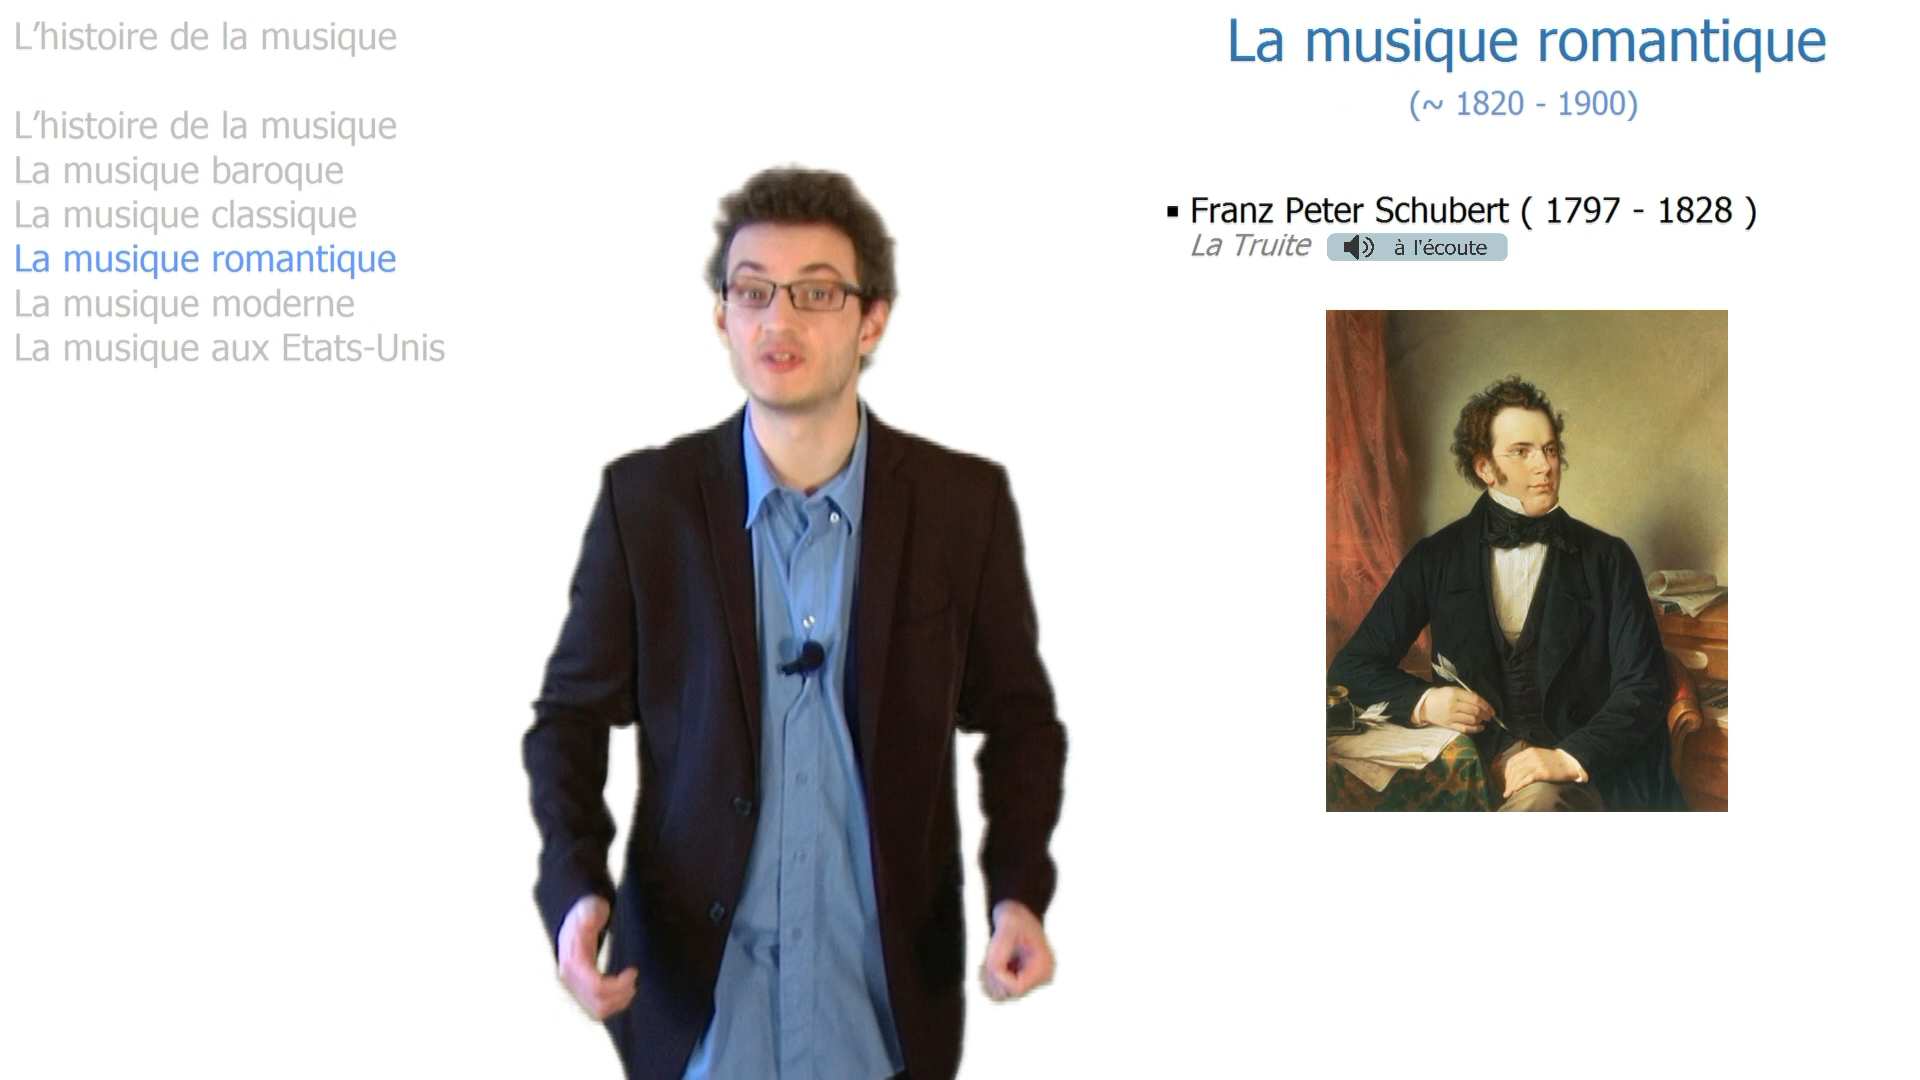 L’histoire de la musique
L’histoire de la musique
La musique baroque
La musique classique
La musique romantique
La musique moderne
La musique aux Etats-Unis
La musique romantique
(~ 1820 - 1900)
▪ Franz Peter Schubert ( 1797 - 1828 )
La Truite à l'écoute